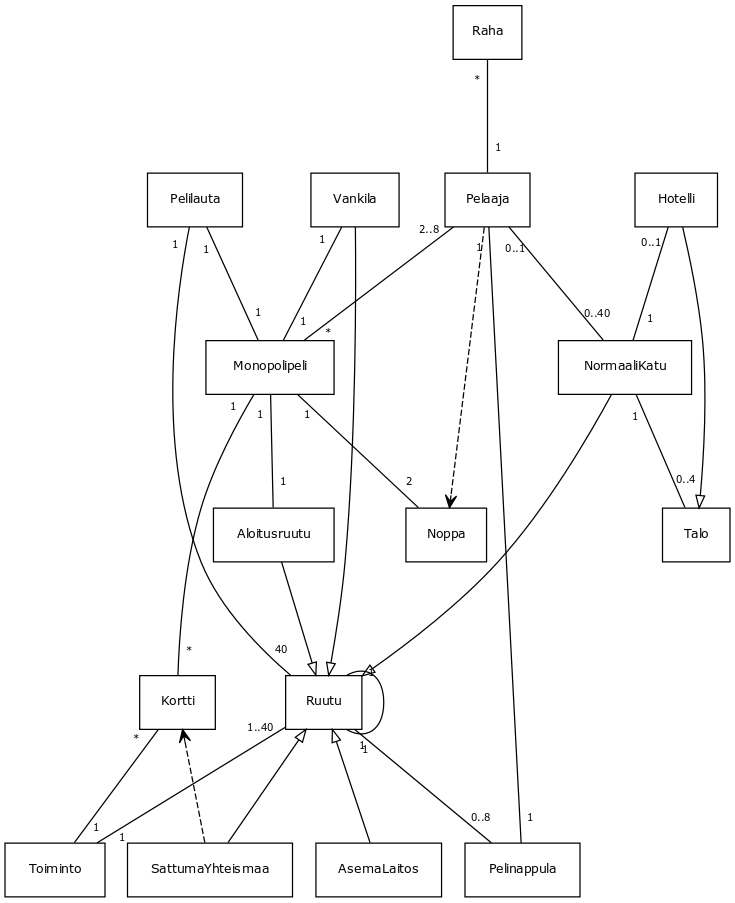 Raha
*
1
Pelilauta
Vankila
Pelaaja
Hotelli
1
1
1
2..8
1
0..1
0..1
1
1
*
0..40
1
Monopolipeli
NormaaliKatu
1
1
1
1
1
2
0..4
Aloitusruutu
Noppa
Talo
*
40
1
Kortti
Ruutu
*
1..40
1
1
1
1
0..8
1
Toiminto
SattumaYhteismaa
AsemaLaitos
Pelinappula